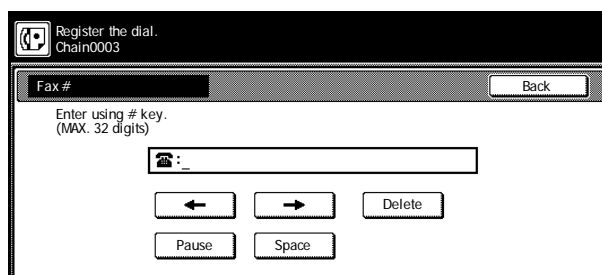 Register the dial.
Chain0003
Fax #
Back
Enter using # key.
(MAX. 32 digits)
☎:_
← → Delete
Pause Space